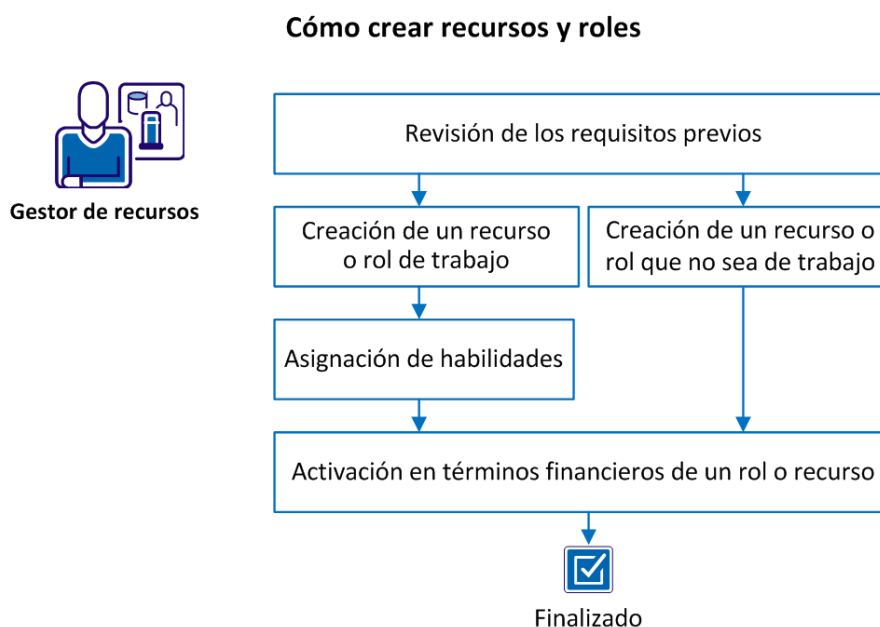 Cómo crear recursos y roles
Gestor de recursos
Revisión de los requisitos previos
Creación de un recurso
o rol de trabajo
Creación de un recurso o
rol que no sea de trabajo
Asignación de habilidades
Activación en términos financieros de un rol o recurso
Finalizado